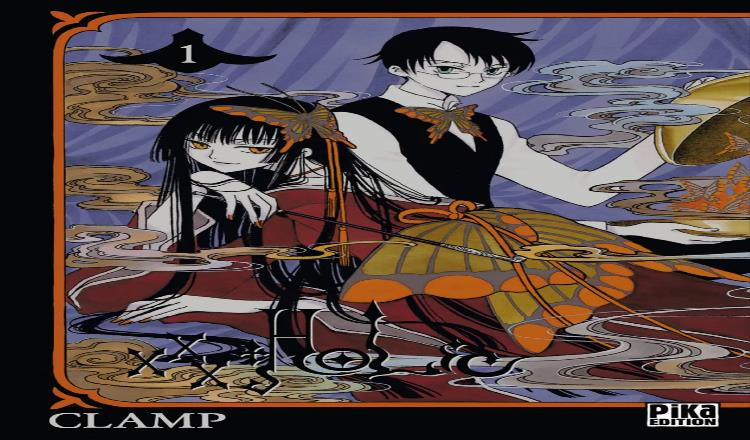 1
xxxHOLiC
CLAMP
PiKa
EDITION